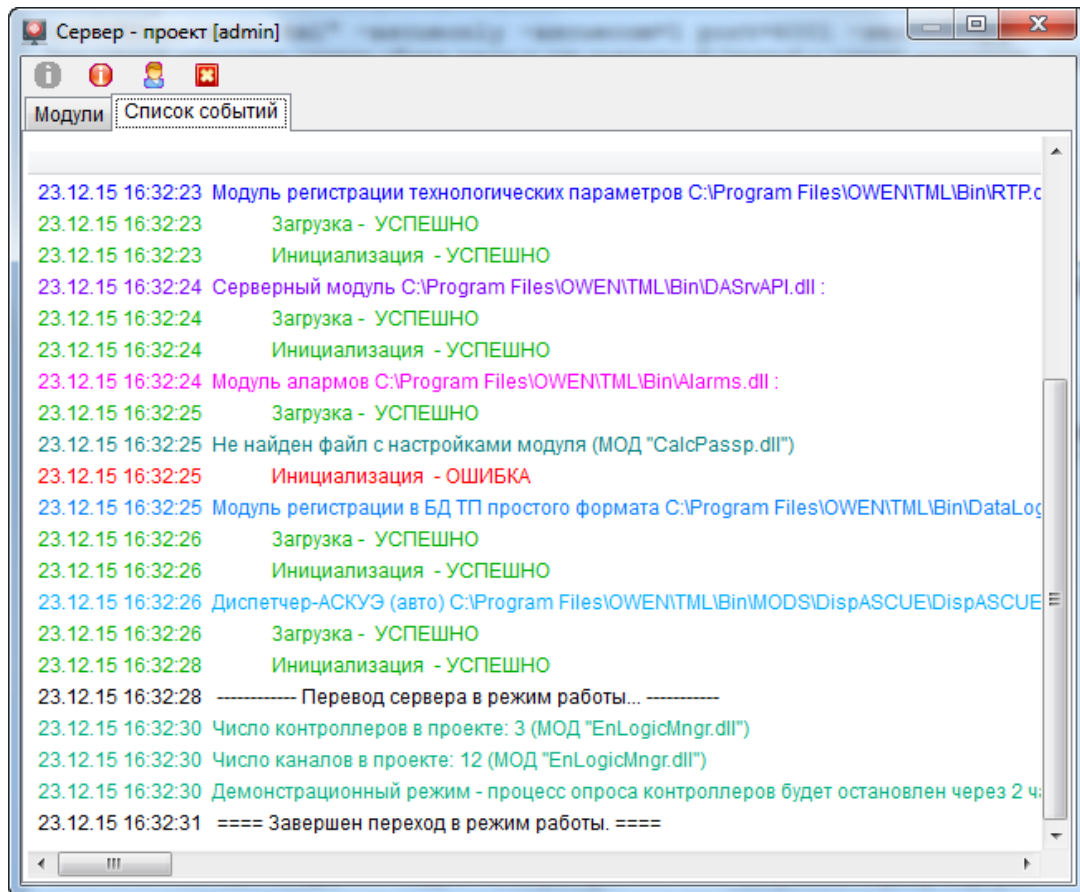 Сервер - проект [admin]
Модули
Список событий
23.12.15 16:32:23 Модуль регистрации технологических параметров C:\Program Files\OWEN\TML\Bin\RTP.
23.12.15 16:32:23 Загрузка - УСПЕШНО
23.12.15 16:32:23 Инициализация - УСПЕШНО
23.12.15 16:32:24 Серверный модуль C:\Program Files\OWEN\TML\Bin\DASrvAPI.dll :
23.12.15 16:32:24 Загрузка - УСПЕШНО
23.12.15 16:32:24 Инициализация - УСПЕШНО
23.12.15 16:32:24 Модуль алармов C:\Program Files\OWEN\TML\Bin\Alarms.dll :
23.12.15 16:32:25 Загрузка - УСПЕШНО
23.12.15 16:32:25 Не найден файл с настройками модуля (МОД "CalcPassp.dll")
23.12.15 16:32:25 Инициализация - ОШИБКА
23.12.15 16:32:25 Модуль регистрации в БД ТП простого формата C:\Program Files\OWEN\TML\Bin\DataLog
23.12.15 16:32:26 Загрузка - УСПЕШНО
23.12.15 16:32:26 Инициализация - УСПЕШНО
23.12.15 16:32:26 Диспетчер-АСКУЭ (авто) C:\Program Files\OWEN\TML\Bin\MODS\DispASCUE\DispASCUE
23.12.15 16:32:26 Загрузка - УСПЕШНО
23.12.15 16:32:28 Инициализация - УСПЕШНО
23.12.15 16:32:28 ------------ Перевод сервера в режим работы... -----------
23.12.15 16:32:30 Число контроллеров в проекте: 3 (МОД "EnLogicMngr.dll")
23.12.15 16:32:30 Число каналов в проекте: 12 (МОД "EnLogicMngr.dll")
23.12.15 16:32:30 Демонстрационный режим - процесс опроса контроллеров будет остановлен через 2 ч
23.12.15 16:32:31 ==== Завершен переход в режим работы. ====